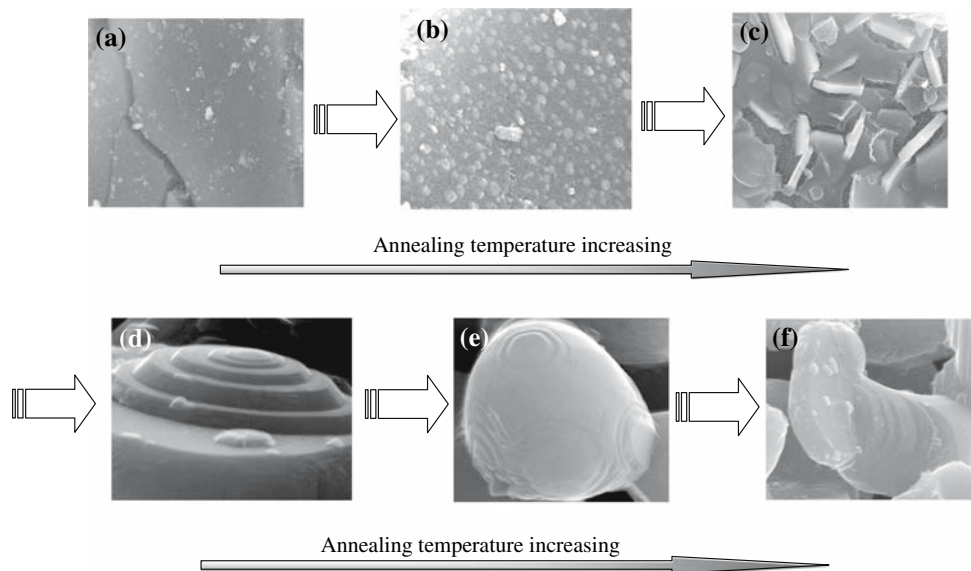 (a)
(b)
(c)
Annealing temperature increasing
(d)
(e)
(f)
Annealing temperature increasing